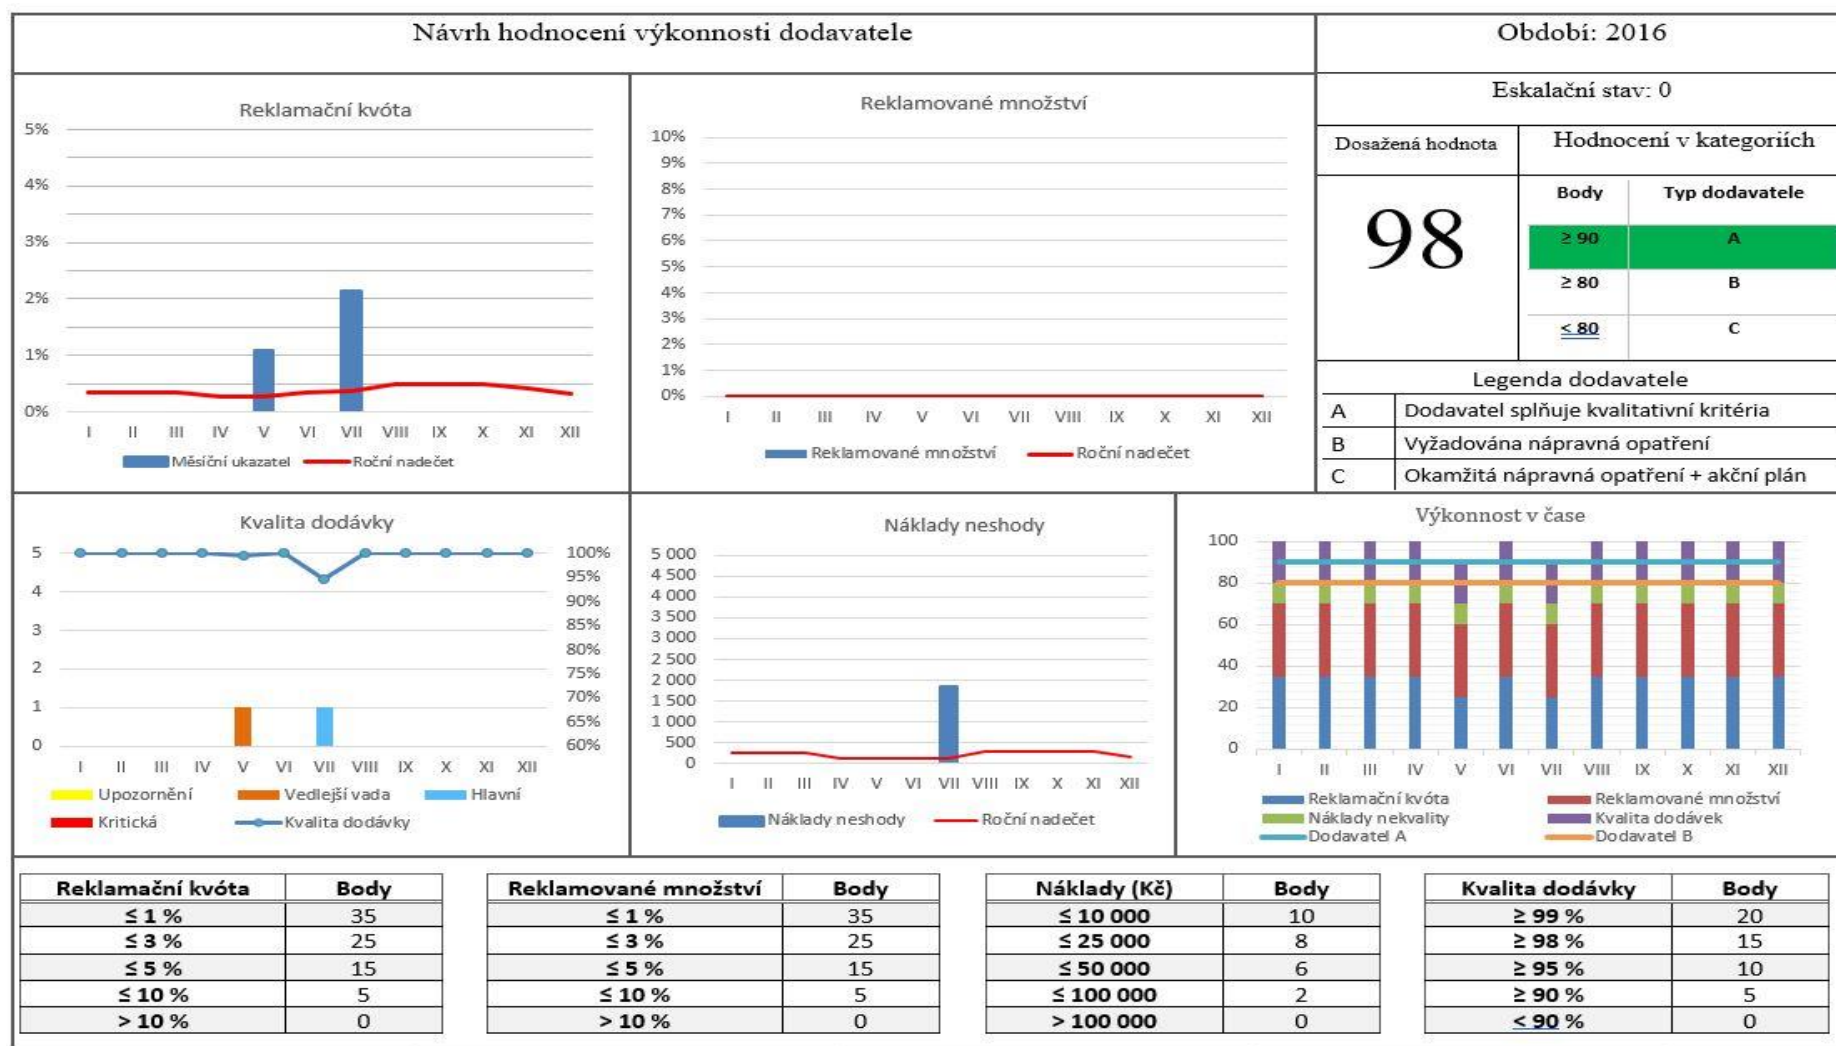 Návrh hodnocení výkonnosti dodavatele
Období: 2016
Eskalační stav: 0
Dosažená hodnota
Hodnocení v kategoriích
98
Body Typ dodavatele
≥ 90 A
≥ 80 B
< 80 C
Legenda dodavatele
A Dodavatel splňuje kvalitativní kritéria
B Vyžadována nápravná opatření
C Okamžitá nápravná opatření + akční plán
Reklamační kvóta
5%
4%
3%
2%
1%
0%
I II III IV V VI VII VIII IX X XI XII
Měsíční ukazatel Roční nadečet
Reklamované množství
10%
9%
8%
7%
6%
5%
4%
3%
2%
1%
0%
I II III IV V VI VII VIII IX X XI XII
Reklamované množství Roční nadečet
Kvalita dodávky
5 100%
95%
4 90%
85%
3 80%
2 75%
70%
1 65%
0 60%
I II III IV V VI VII VIII IX X XI XII
Upozornění Vedlejší vada Hlavní
Kritická Kvalita dodávky
Náklady neshody
5 000
4 500
4 000
3 500
3 000
2 500
2 000
1 500
1 000
500
0
I II III IV V VI VII VIII IX X XI XII
Náklady neshody Roční nadečet
Výkonnost v čase
100
80
60
40
20
0
I II III IV V VI VII VIII IX X XI XII
Reklamační kvóta Reklamované množství
Náklady nekvality Kvalita dodávek
Dodavatel A Dodavatel B
Reklamační kvóta Body
≤ 1 % 35
≤ 3 % 25
≤ 5 % 15
≤ 10 % 5
> 10 % 0
Reklamované množství Body
≤ 1 % 35
≤ 3 % 25
≤ 5 % 15
≤ 10 % 5
> 10 % 0
Náklady (Kč) Body
≤ 10 000 10
≤ 25 000 8
≤ 50 000 6
≤ 100 000 2
> 100 000 0
Kvalita dodávky Body
≥ 99 % 20
≥ 98 % 15
≥ 95 % 10
≥ 90 % 5
< 90 % 0